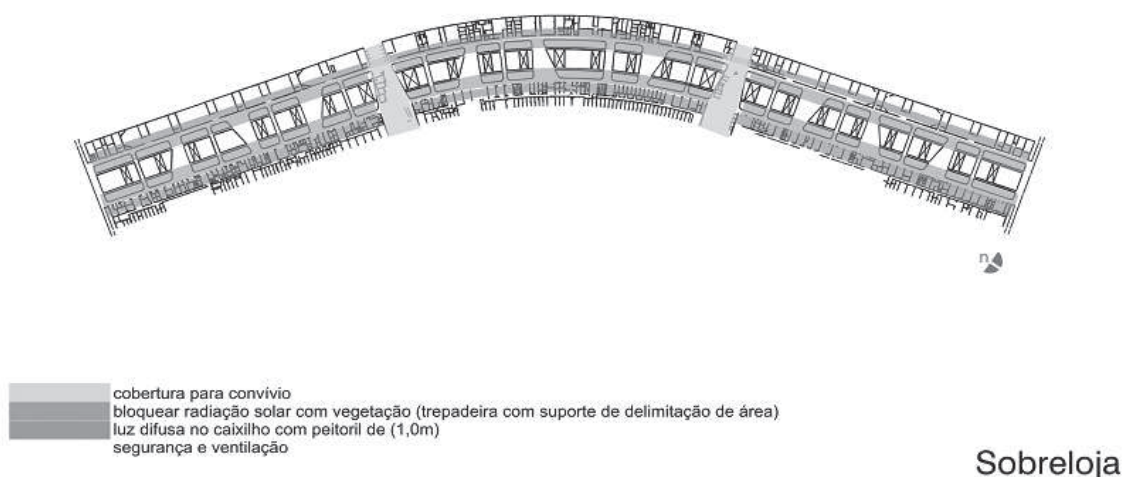 n
cobertura para convívio
bloquear radiação solar com vegetação (trepadeira com suporte de delimitação de área)
luz difusa no caixilho com peitoril de (1,0m)
segurança e ventilação
Sobreloja